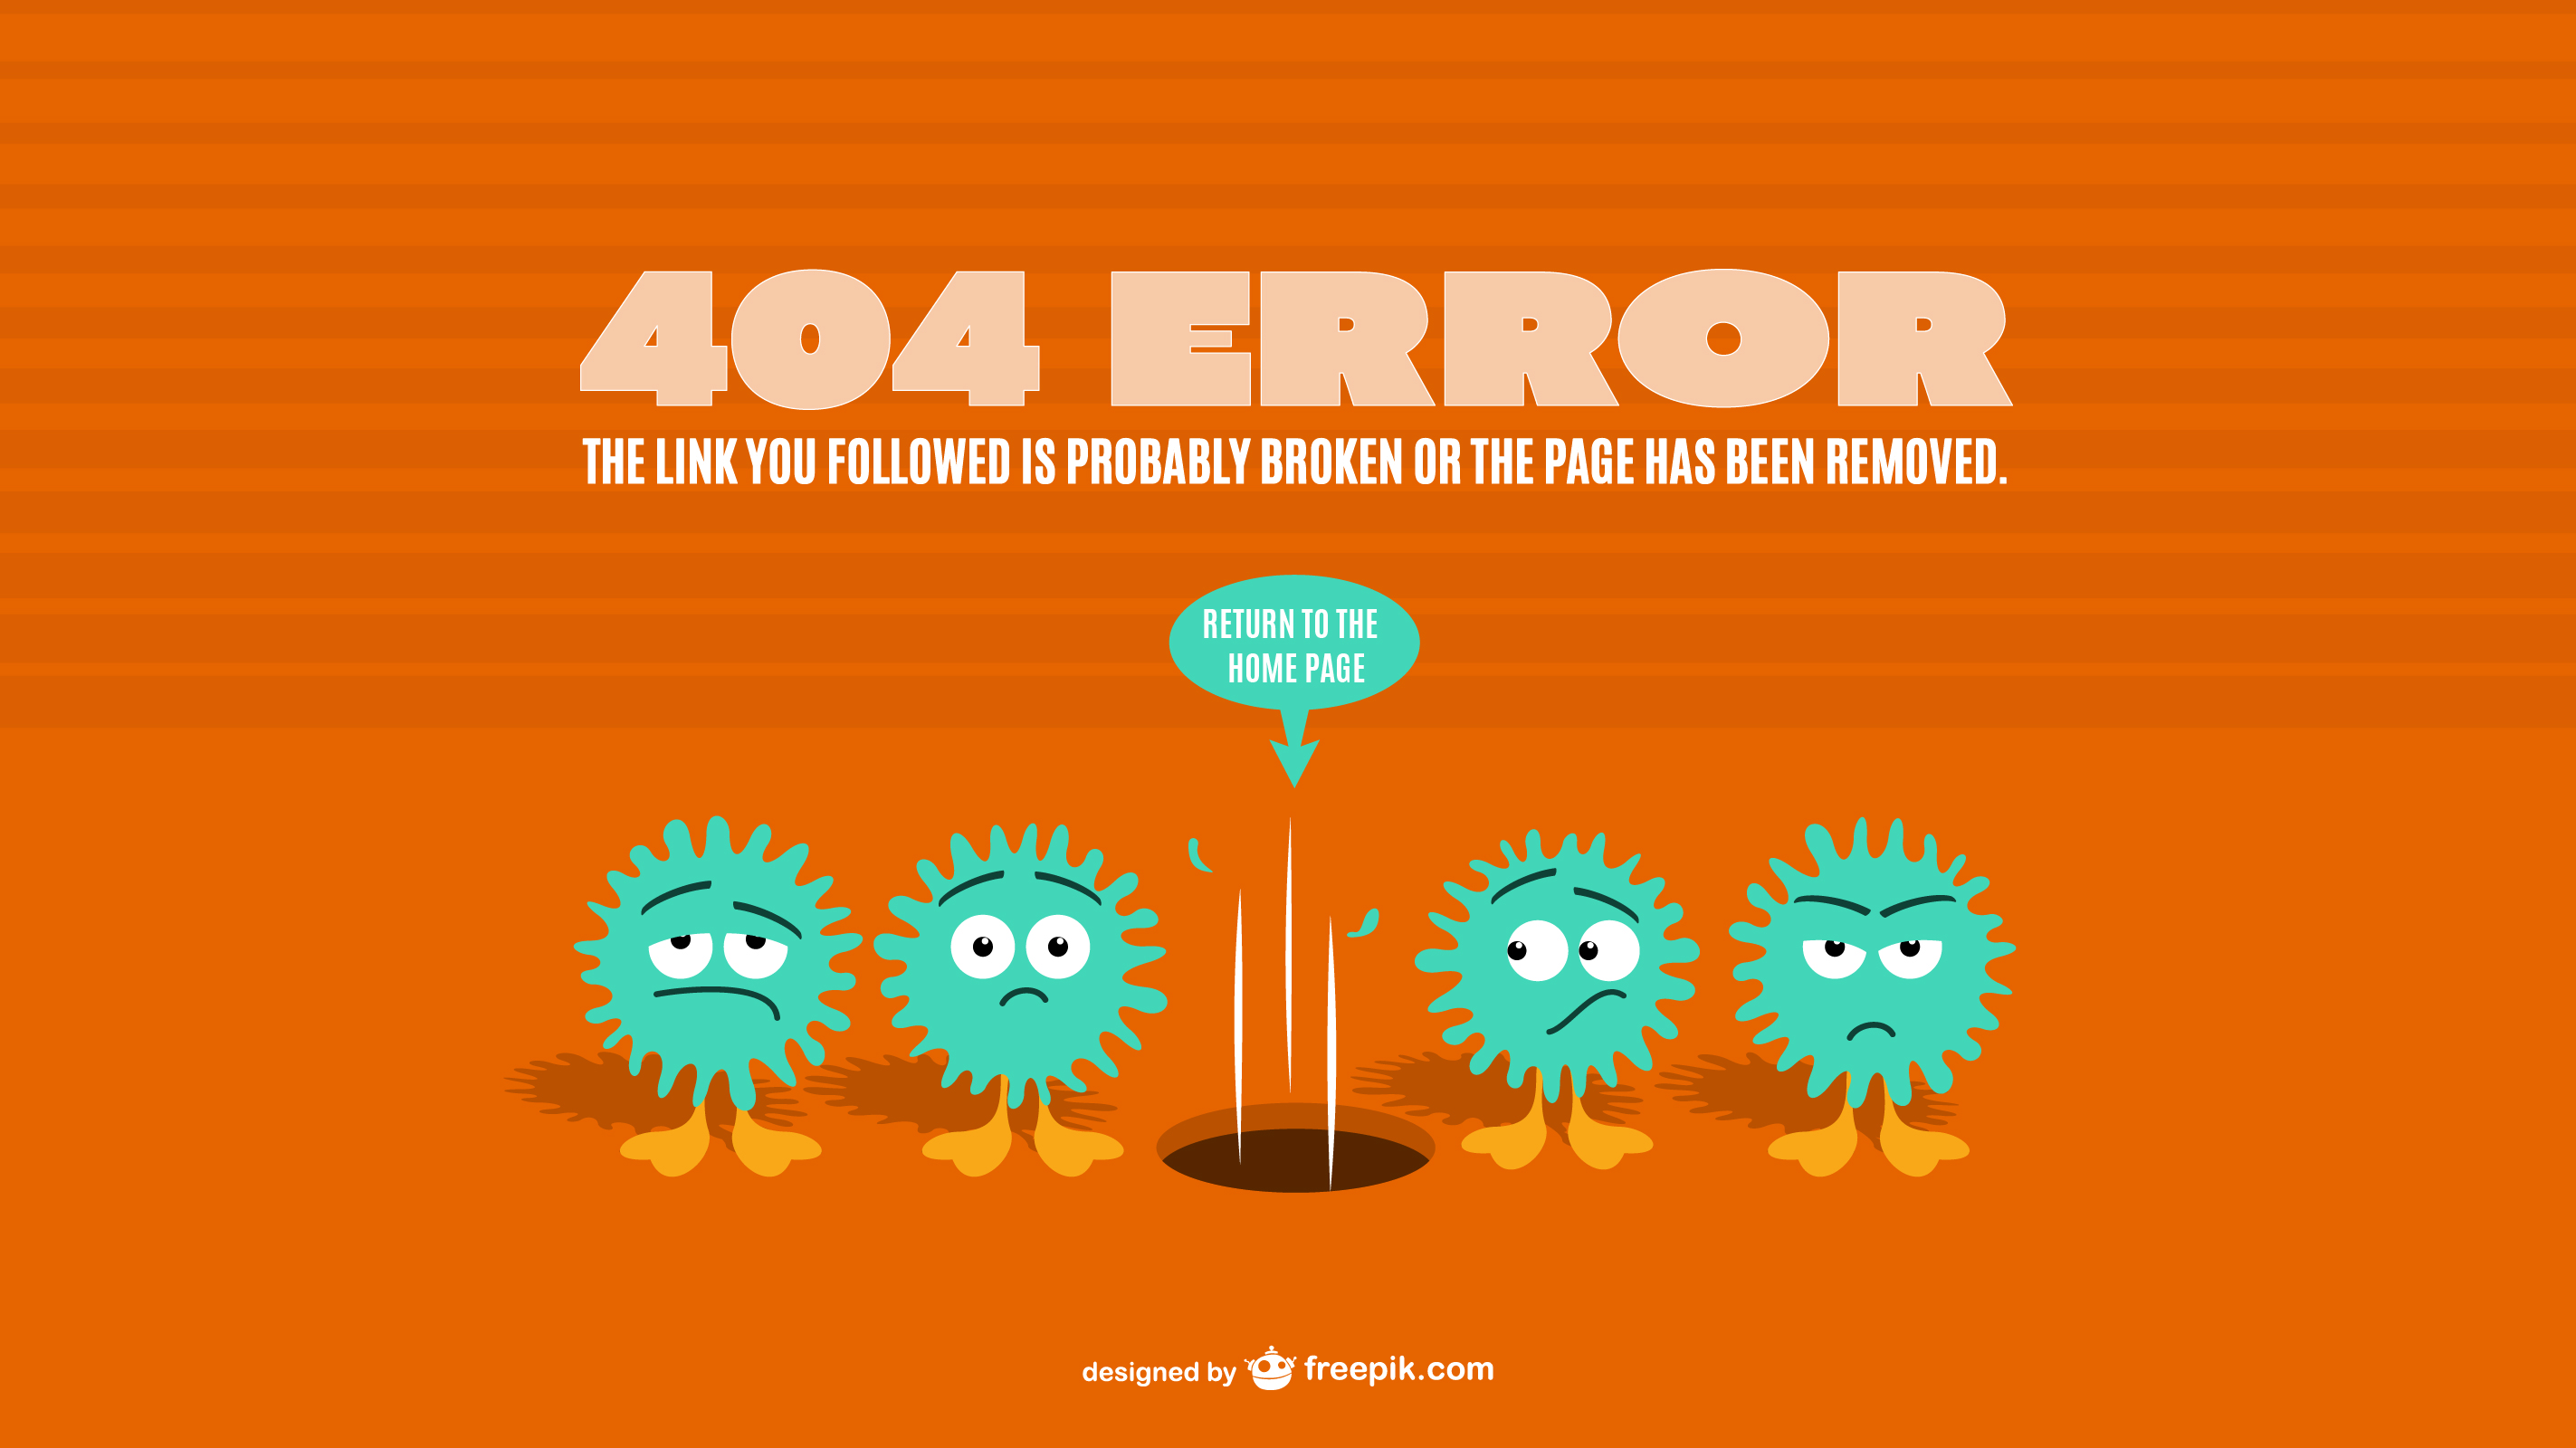 404 ERROR
THE LINK YOU FOLLOWED IS PROBABLY BROKEN OR THE PAGE HAS BEEN REMOVED.
RETURN TO THE
HOME PAGE
designed by freepik.com